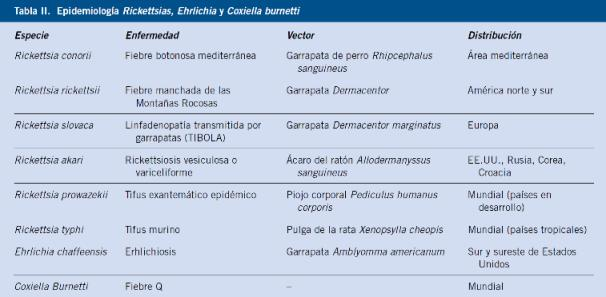 Tabla II. Epidemiología Rickettsias, Ehrlichia y Coxiella burnetti
Especie Enfermedad Vector Distribución
Rickettsia conorii Fiebre botonosa mediterránea Garrapata de perro Rhipcephalus Área mediterránea
sanguineus
Rickettsia rickettsii Fiebre manchada de las Garrapata Dermacentor América norte y sur
Montañas Rocosas
Rickettsia slovaca Linfadenopatía transmitida por Garrapata Dermacentor marginatus Europa
garrapatas (TIBOLA)
Rickettsia akari Rickettsiosis vesiculosa o Ácaro del ratón Allodermanyssus EE.UU., Rusia, Corea,
variceliforme sanguineus Croacia
Rickettsia prowazekii Tifus exantemático epidémico Piojo corporal Pediculus humanus Mundial (países en
corporis desarrollo)
Rickettsia typhi Tifus murino Pulga de la rata Xenopsylla cheopis Mundial (países tropicales)
Ehrlichia chaffeensis Erhlichiosis Garrapata Amblyomma americanum Sur y sureste de Estados
Unidos
Coxiella Burnetti Fiebre Q – Mundial